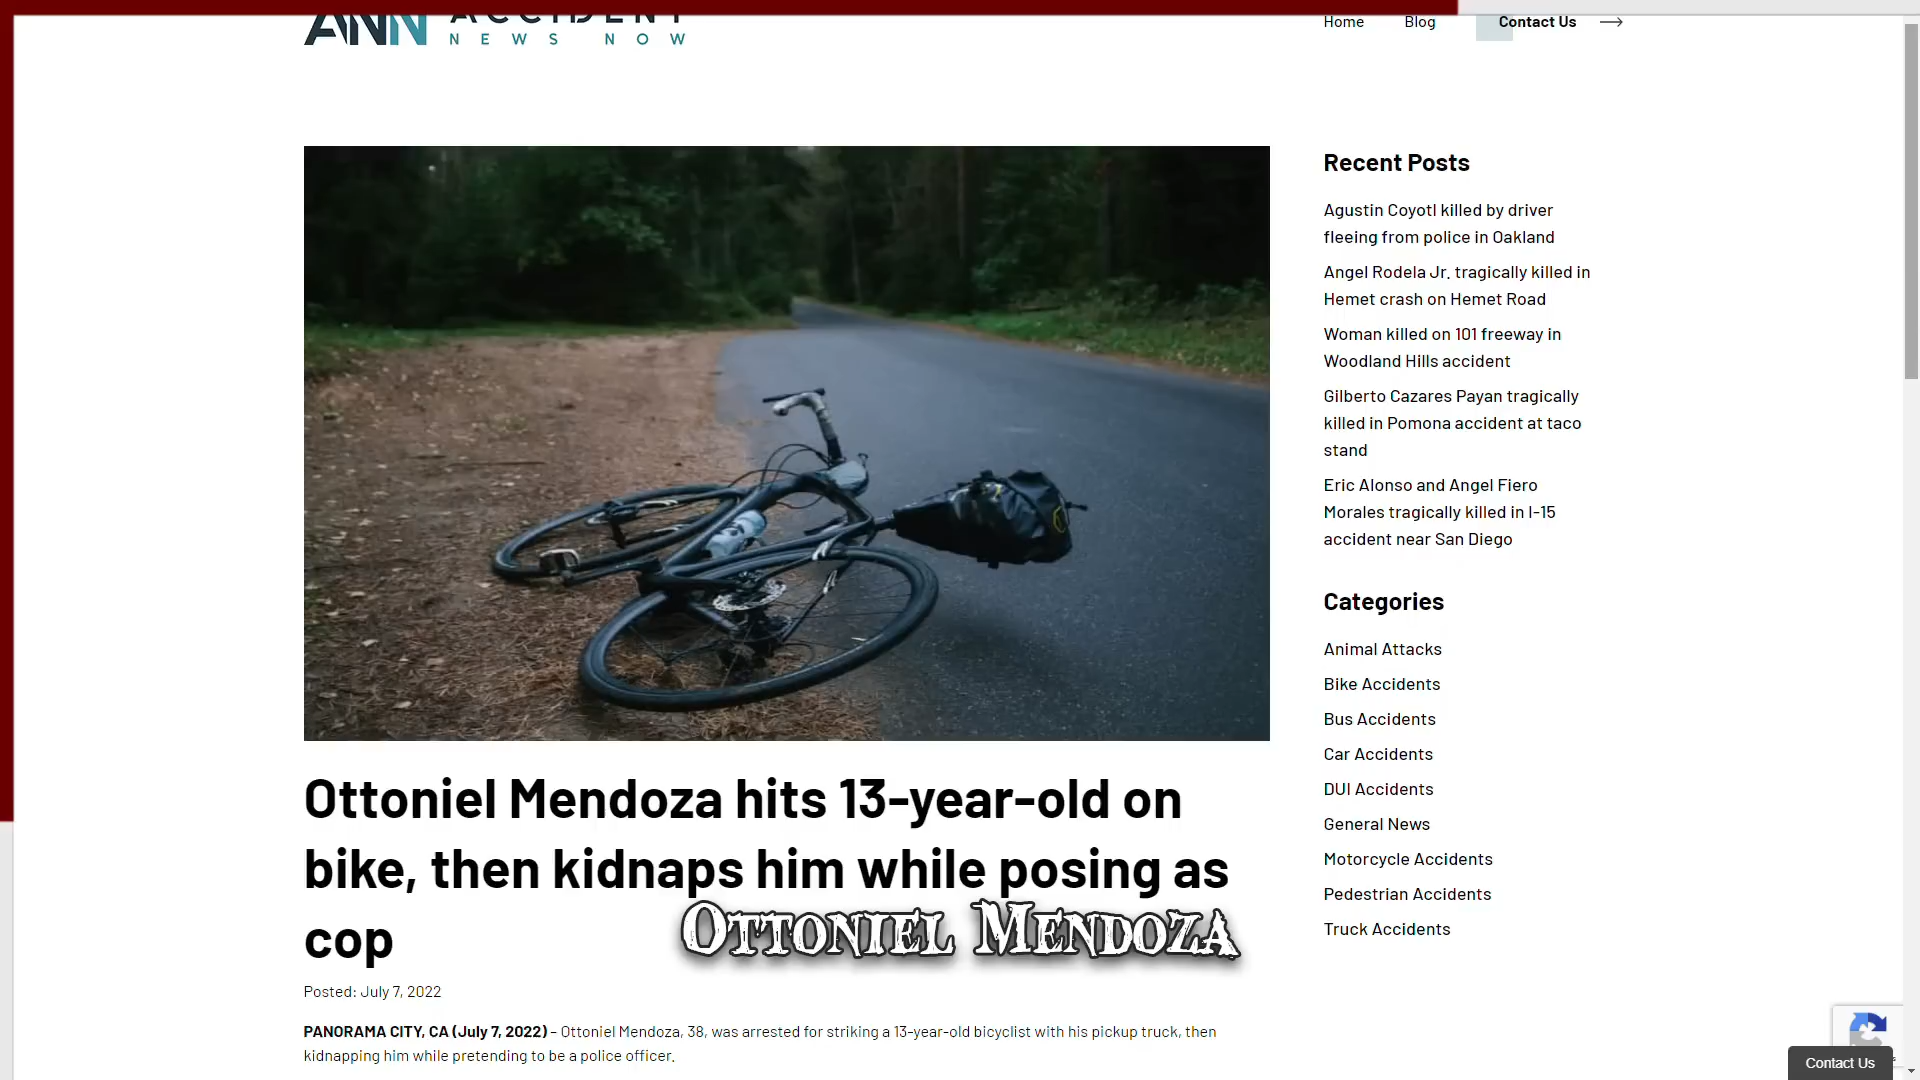 ANN ACCIDENT
NEWS NOW
Home
Blog
Contact Us
Recent Posts
Agustin Coyotl killed by driver
fleeing from police in Oakland
Angel Rodela Jr. tragically killed in
Hemet crash on Hemet Road
Woman killed on 101 freeway in
Woodland Hills accident
Gilberto Cazares Payan tragically
killed in Pomona accident at taco
stand
Eric Alonso and Angel Fiero
Morales tragically killed in I-15
accident near San Diego
Categories
Animal Attacks
Bike Accidents
Bus Accidents
Car Accidents
DUI Accidents
General News
Motorcycle Accidents
Pedestrian Accidents
Truck Accidents
Ottoniel Mendoza hits 13-year-old on
bike, then kidnaps him while posing as
cop
Ottoniel Mendoza
Posted: July 7, 2022
PANORAMA CITY, CA (July 7, 2022) – Ottoniel Mendoza, 38, was arrested for striking a 13-year-old bicyclist with his pickup truck, then
kidnapping him while pretending to be a police officer.
Contact Us